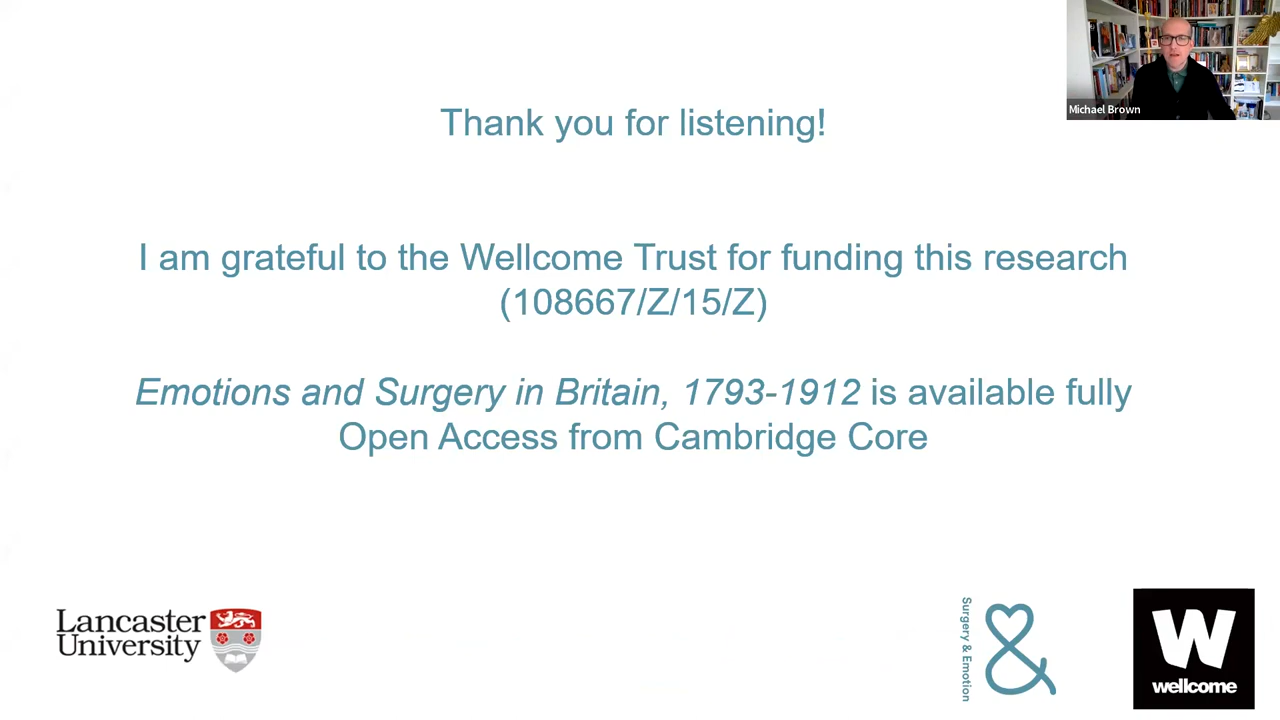 Michael Brown
Thank you for listening!
I am grateful to the Wellcome Trust for funding this research
(108667/Z/15/Z)
Emotions and Surgery in Britain, 1793-1912 is available fully
Open Access from Cambridge Core
Lancaster
University
Surgery & Emotion
&
W
wellcome